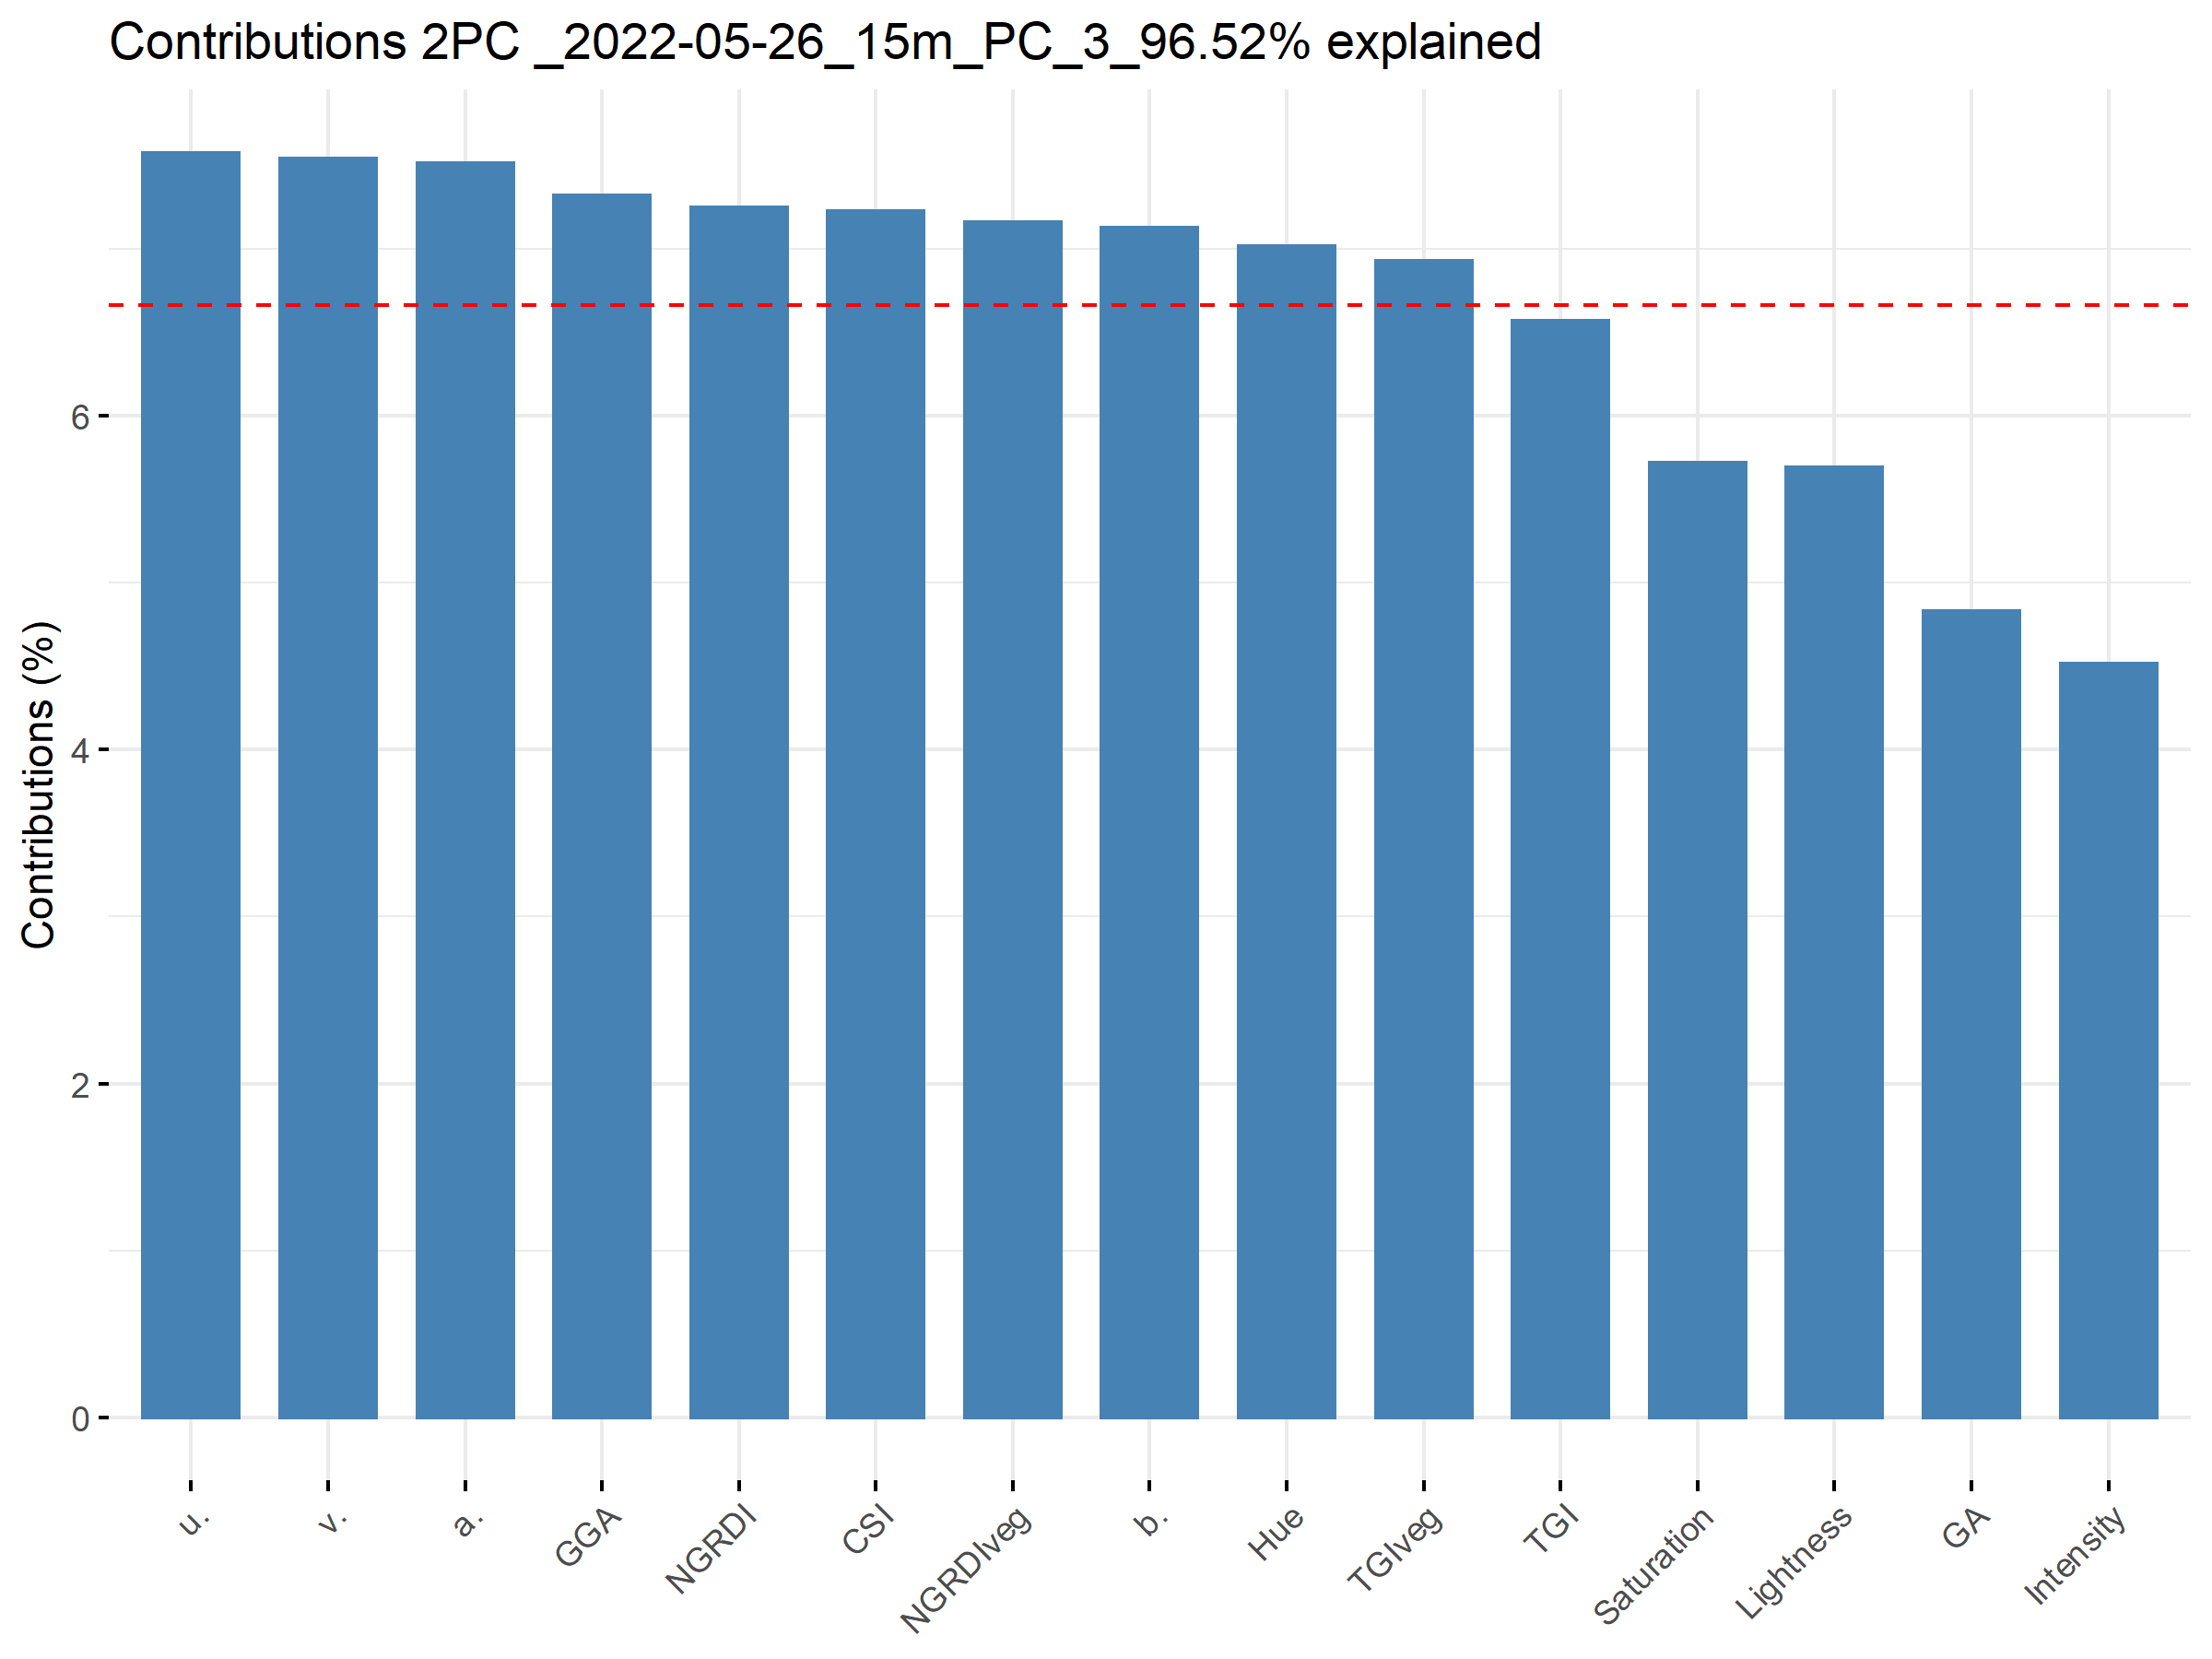 Contributions 2PC _2022-05-26_15m_PC_3_96.52% explained
Contributions (%)
6
4
2
0
u.
v.
a.
GGA
NGRDI
CSI
NGRDIveg
b.
Hue
TGIveg
TGI
Saturation
Lightness
GA
Intensity